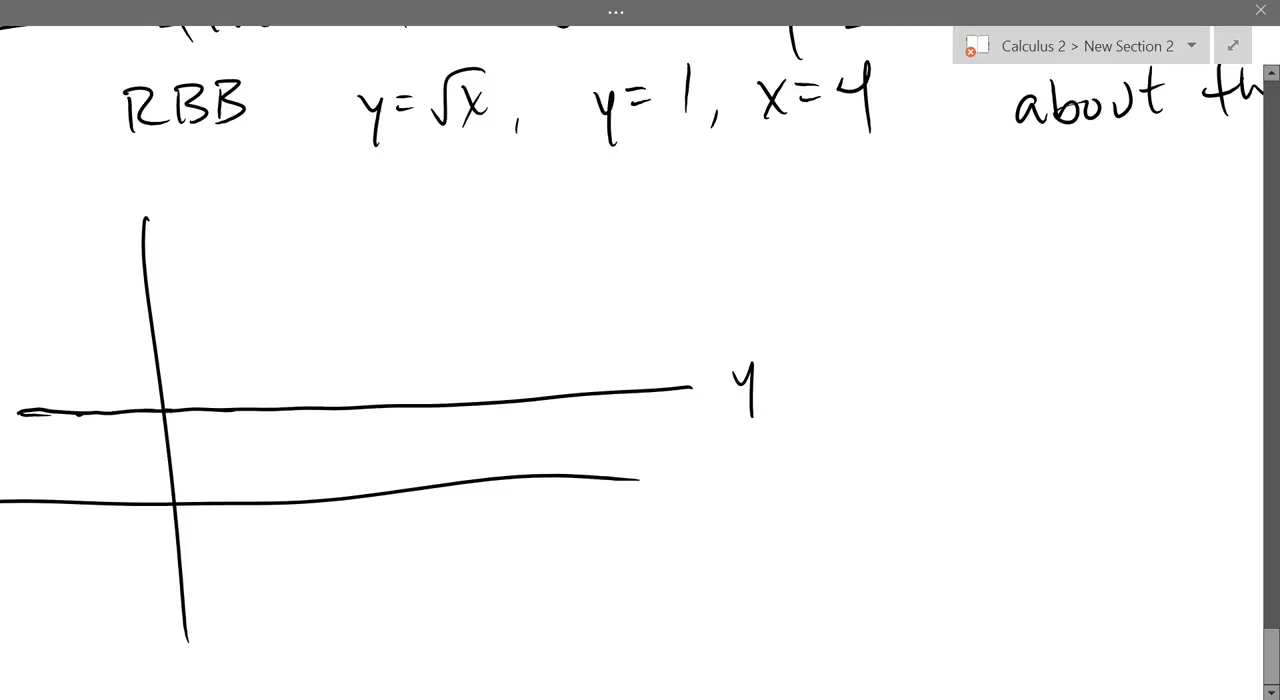 Calculus 2 > New Section 2
RBB y=√x, y=1, x=4 about th
y